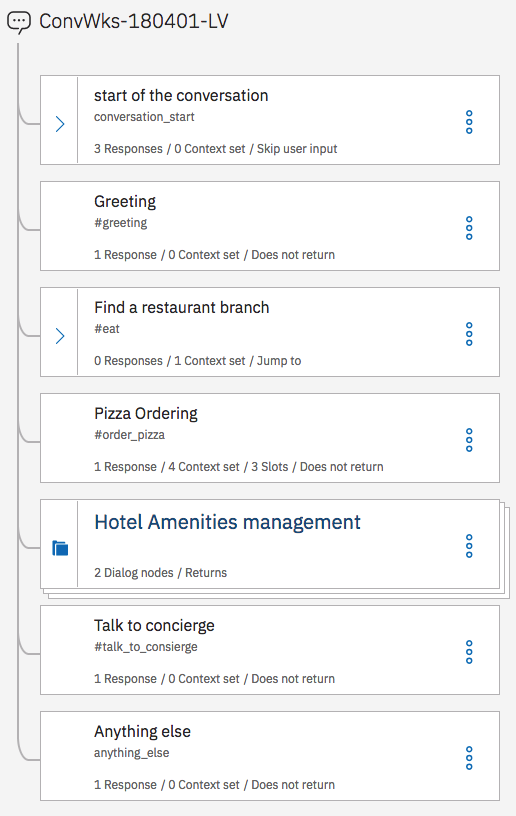 ConvWks-180401-LV
start of the conversation
conversation_start
3 Responses / 0 Context set / Skip user input
Greeting
#greeting
1 Response / 0 Context set / Does not return
Find a restaurant branch
#eat
0 Responses / 1 Context set / Jump to
Pizza Ordering
#order_pizza
1 Response / 4 Context set / 3 Slots / Does not return
Hotel Amenities management
2 Dialog nodes / Returns
Talk to concierge
#talk_to_consierge
1 Response / 0 Context set / Does not return
Anything else
anything_else
1 Response / 0 Context set / Does not return